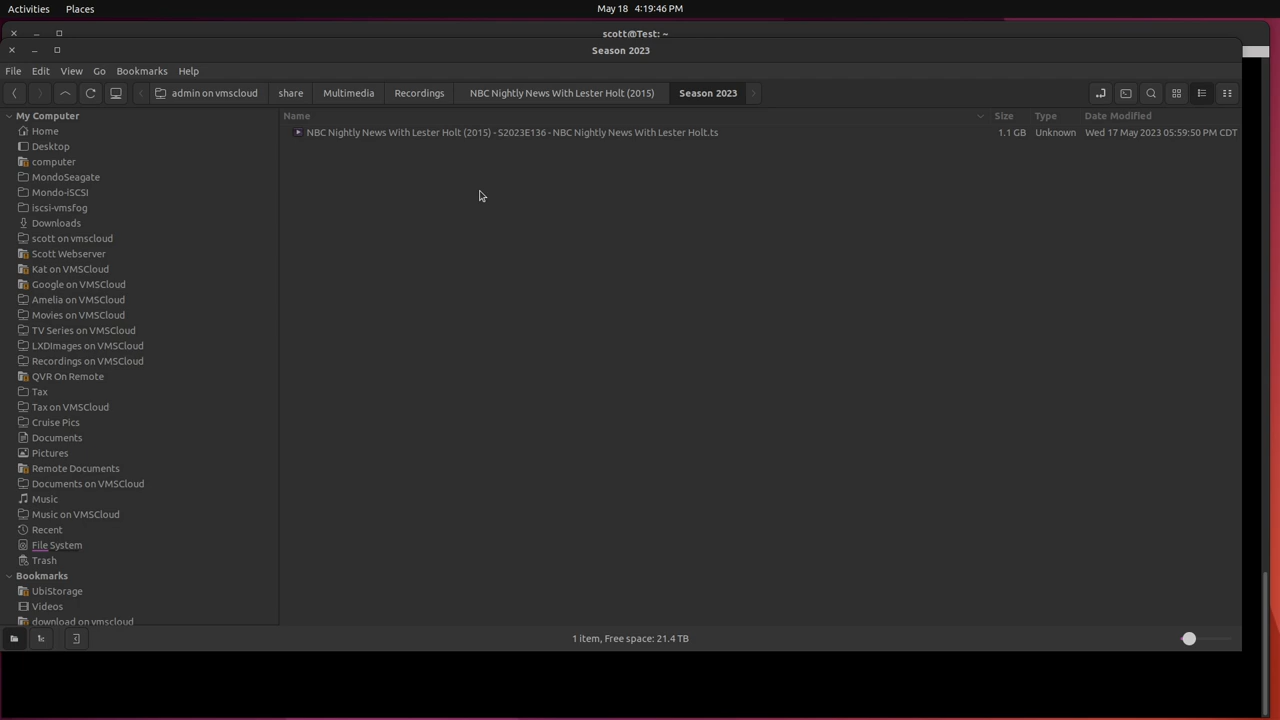 Activities Places May 18 4:19:46 PM
scott@Test: ~
Season 2023
File Edit View Go Bookmarks Help
admin on vmscloud share Multimedia Recordings NBC Nightly News With Lester Holt (2015) Season 2023
My Computer
Name Size Type Date Modified
Home
NBC Nightly News With Lester Holt (2015) - S2023E136 - NBC Nightly News With Lester Holt.ts 1.1 GB Unknown Wed 17 May 2023 05:59:50 PM CDT
Desktop
computer
MondoSeagate
Mondo-iSCSI
iscsi-vmsfog
Downloads
scott on vmscloud
Scott Webserver
Kat on VMSCloud
Google on VMSCloud
Amelia on VMSCloud
Movies on VMSCloud
TV Series on VMSCloud
LXDImages on VMSCloud
Recordings on VMSCloud
QVR On Remote
Tax
Tax on VMSCloud
Cruise Pics
Documents
Pictures
Remote Documents
Documents on VMSCloud
Music
Music on VMSCloud
Recent
File System
Trash
Bookmarks
UbiStorage
Videos
download on vmscloud
1 item, Free space: 21.4 TB